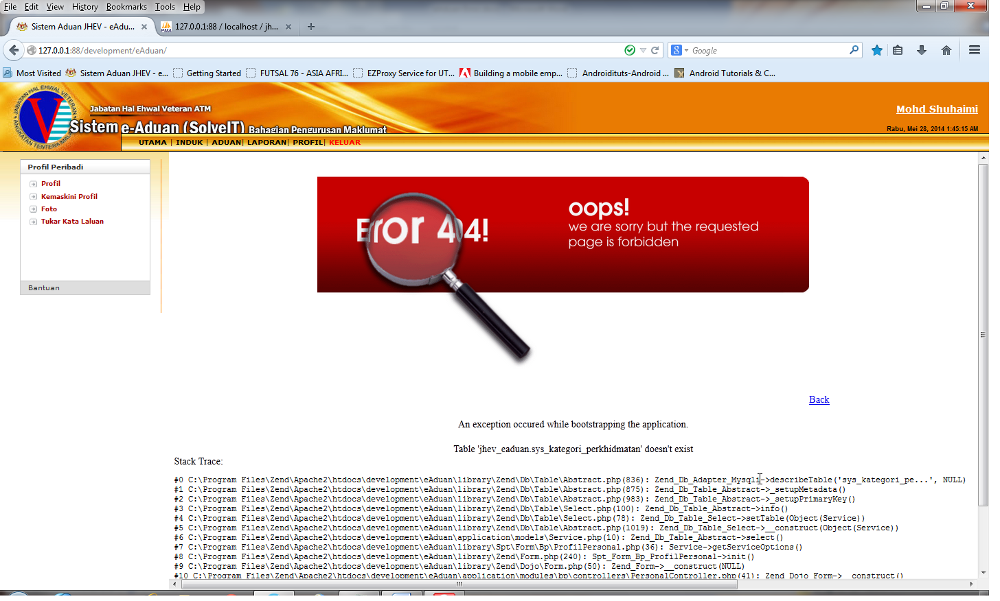 File Edit View History Bookmarks Tools Help
Sistem Aduan JHEV - eAdu... 127.0.0.1:88 / localhost / jh...
127.0.0.1:88/development/eAduan/ Google
Most Visited Sistem Aduan JHEV - e... Getting Started FUTSAL 76 - ASIA AFRI... EZProxy Service for UT... Building a mobile emp... Androidituts-Android ... Android Tutorials & C...
JABATAN HAL EHWAL VETERAN
Jabatan Hal Ehwal Veteran ATM
Mohd Shuhaimi
Sistem e-Aduan (SolveIT) Bahagian Pengurusan Maklumat
Rabu, Mei 28, 2014 1:45:15 AM
UTAMA | INDUK | ADUAN| LAPORAN| PROFIL| KELUAR
Profil Peribadi
Profil
Kemaskini Profil
Foto
Tukar Kata Laluan
Bantuan
Error 404!
oops!
we are sorry but the requested
page is forbidden
Back
An exception occured while bootstrapping the application.
Table 'jhev_eaduan.sys_kategori_perkhidmatan' doesn't exist
Stack Trace:
#0 C:\Program Files\Zend\Apache2\htdocs\development\eAduan\library\Zend\Db\Table\Abstract.php(836): Zend_Db_Adapter_Mysqli->describeTable('sys_kategori_pe...', NULL)
#1 C:\Program Files\Zend\Apache2\htdocs\development\eAduan\library\Zend\Db\Table\Abstract.php(875): Zend_Db_Table_Abstract->_setupMetadata()
#2 C:\Program Files\Zend\Apache2\htdocs\development\eAduan\library\Zend\Db\Table\Abstract.php(983): Zend_Db_Table_Abstract->_setupPrimaryKey()
#3 C:\Program Files\Zend\Apache2\htdocs\development\eAduan\library\Zend\Db\Table\Select.php(100): Zend_Db_Table_Abstract->info()
#4 C:\Program Files\Zend\Apache2\htdocs\development\eAduan\library\Zend\Db\Table\Select.php(78): Zend_Db_Table_Select->setTable(Object(Service))
#5 C:\Program Files\Zend\Apache2\htdocs\development\eAduan\library\Zend\Db\Table\Abstract.php(1019): Zend_Db_Table_Select->__construct(Object(Service))
#6 C:\Program Files\Zend\Apache2\htdocs\development\eAduan\application\models\Service.php(10): Zend_Db_Table_Abstract->select()
#7 C:\Program Files\Zend\Apache2\htdocs\development\eAduan\library\Spt\Form\Bp\ProfilPersonal.php(36): Service->getServiceOptions()
#8 C:\Program Files\Zend\Apache2\htdocs\development\eAduan\library\Zend\Form.php(240): Spt_Form_Bp_ProfilPersonal->init()
#9 C:\Program Files\Zend\Apache2\htdocs\development\eAduan\library\Zend\Dojo\Form.php(50): Zend_Form->__construct(NULL)
#10 C:\Program Files\Zend\Apache2\htdocs\development\eAduan\application\modules\bp\controllers\PersonalController.php(41): Zend_Dojo_Form->__construct()